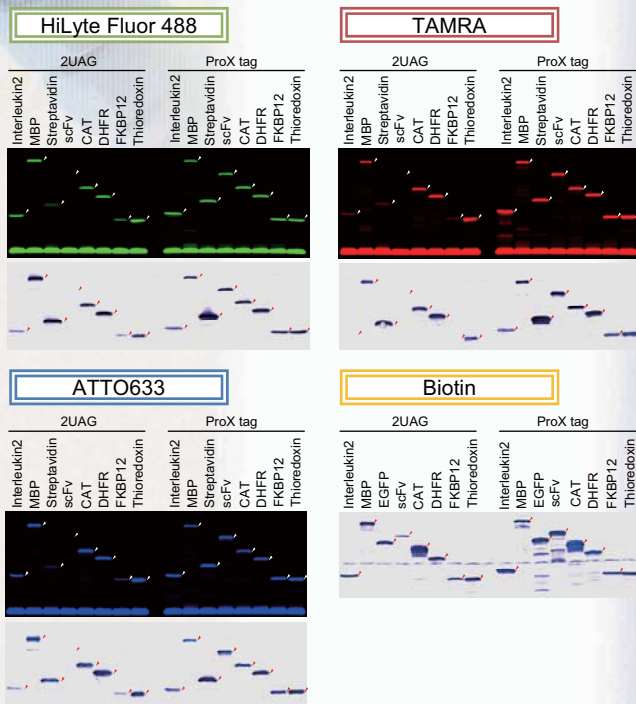 HiLyte Fluor 488
2UAG
ProX tag
Interleukin2
MBP
Streptavidin
scFv
CAT
DHFR
FKBP12
Thioredoxin
Interleukin2
MBP
Streptavidin
scFv
CAT
DHFR
FKBP12
Thioredoxin
TAMRA
2UAG
ProX tag
Interleukin2
MBP
Streptavidin
scFv
CAT
DHFR
FKBP12
Thioredoxin
Interleukin2
MBP
Streptavidin
scFv
CAT
DHFR
FKBP12
Thioredoxin
ATTO633
2UAG
ProX tag
Interleukin2
MBP
Streptavidin
scFv
CAT
DHFR
FKBP12
Thioredoxin
Interleukin2
MBP
Streptavidin
scFv
CAT
DHFR
FKBP12
Thioredoxin
Biotin
2UAG
ProX tag
Interleukin2
MBP
EGFP
scFv
CAT
DHFR
FKBP12
Thioredoxin
Interleukin2
MBP
EGFP
scFv
CAT
DHFR
FKBP12
Thioredoxin